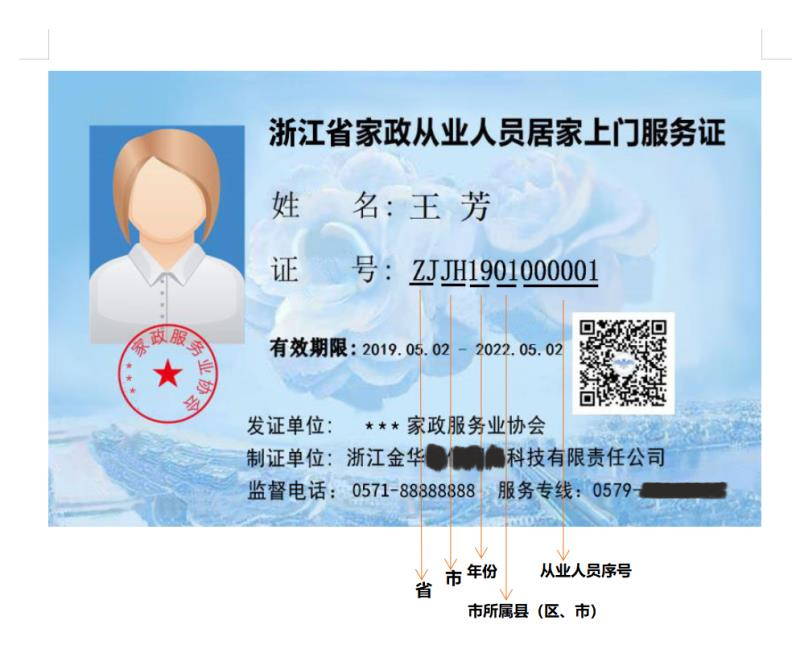 浙江省家政从业人员居家上门服务证
姓 名: 王 芳
证 号: ZJJH1901000001
有效期限: 2019.05.02 - 2022.05.02
***家政服务业协会
发证单位: *** 家政服务业协会
制证单位: 浙江金华科技有限责任公司
监督电话: 0571-88888888 服务专线: 0579-
省 市 年份 从业人员序号
市所属县（区、市）